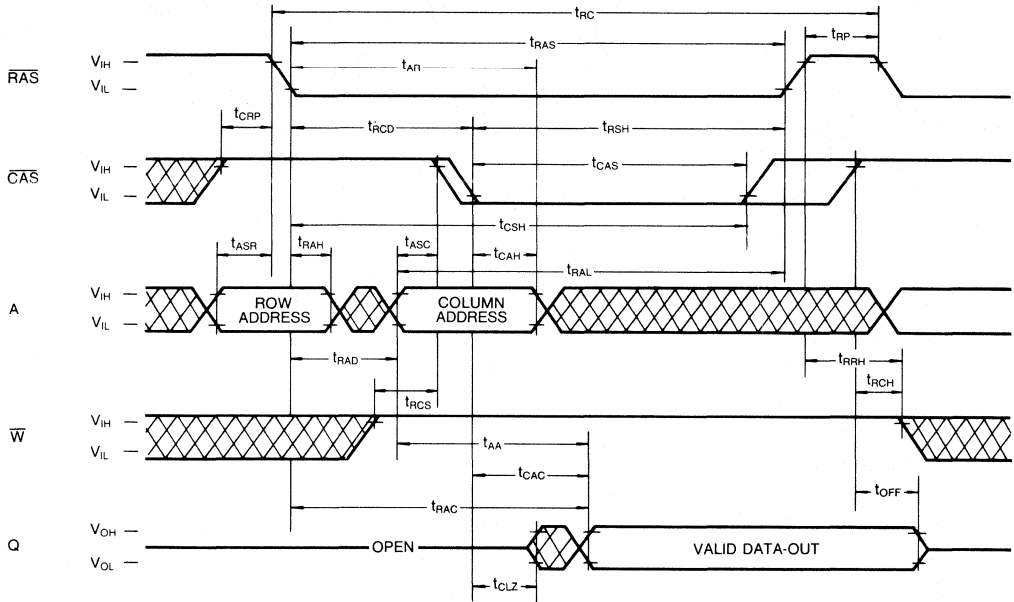 tRC
tRAS
tRP
tAR
RAS
VIH
VIL
tCRP
tRCD
tRSH
CAS
VIH
VIL
tCAS
tCSH
tASR
tRAH
tASC
tCAH
tRAL
A
VIH
VIL
ROW
ADDRESS
COLUMN
ADDRESS
tRAD
tRRH
tRCS
tRCH
W
VIH
VIL
tAA
tCAC
tOFF
tRAC
Q
VOH
VOL
OPEN
VALID DATA-OUT
tCLZ